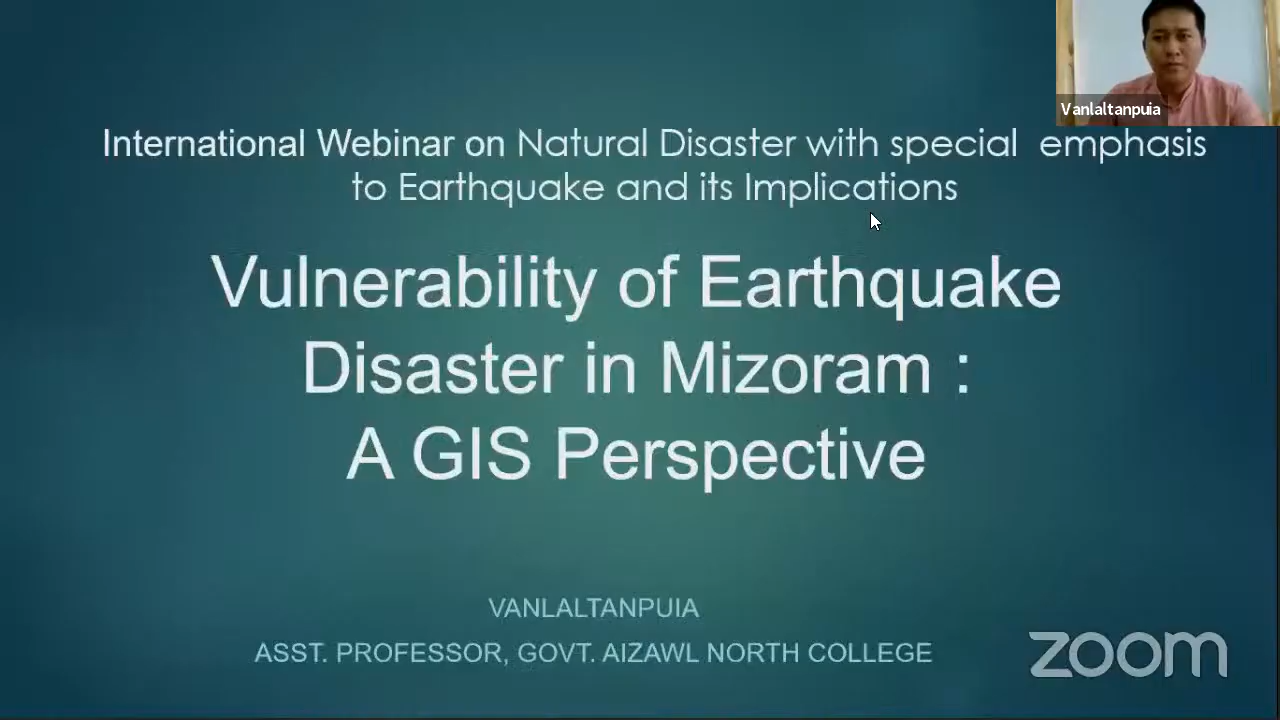 Vanlaltanpuia
International Webinar on Natural Disaster with special emphasis
to Earthquake and its Implications
Vulnerability of Earthquake
Disaster in Mizoram :
A GIS Perspective
VANLALTANPUIA
ASST. PROFESSOR, GOVT. AIZAWL NORTH COLLEGE
zoom